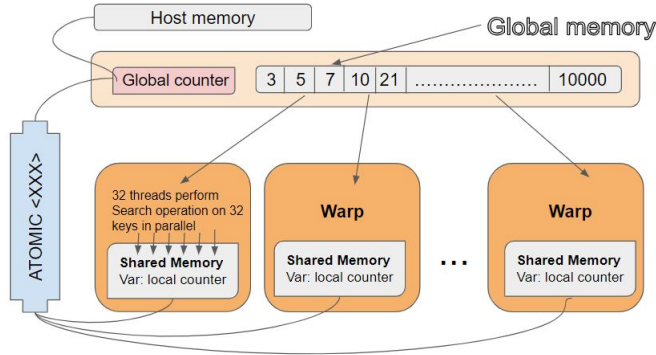 Host memory
Global memory
Global counter
3 5 7 10 21 ..................... 10000
ATOMIC <XXX>
32 threads perform
Search operation on 32
keys in parallel
Shared Memory
Var: local counter
Warp
Shared Memory
Var: local counter
...
Warp
Shared Memory
Var: local counter